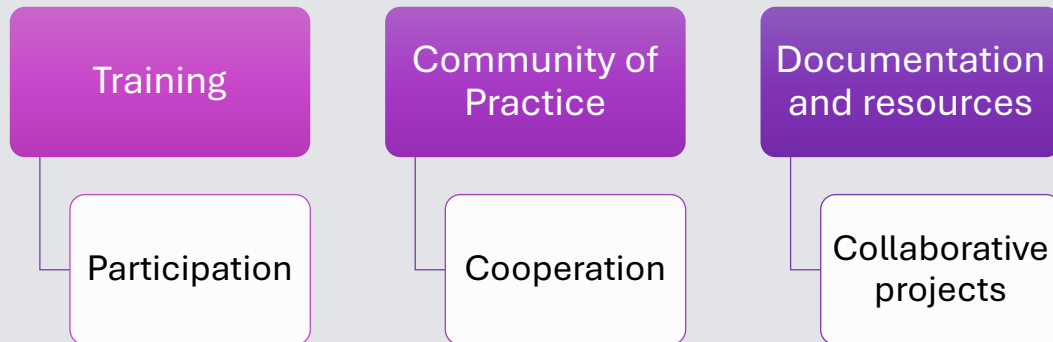 Training
Community of
Practice
Documentation
and resources
Participation
Cooperation
Collaborative
projects